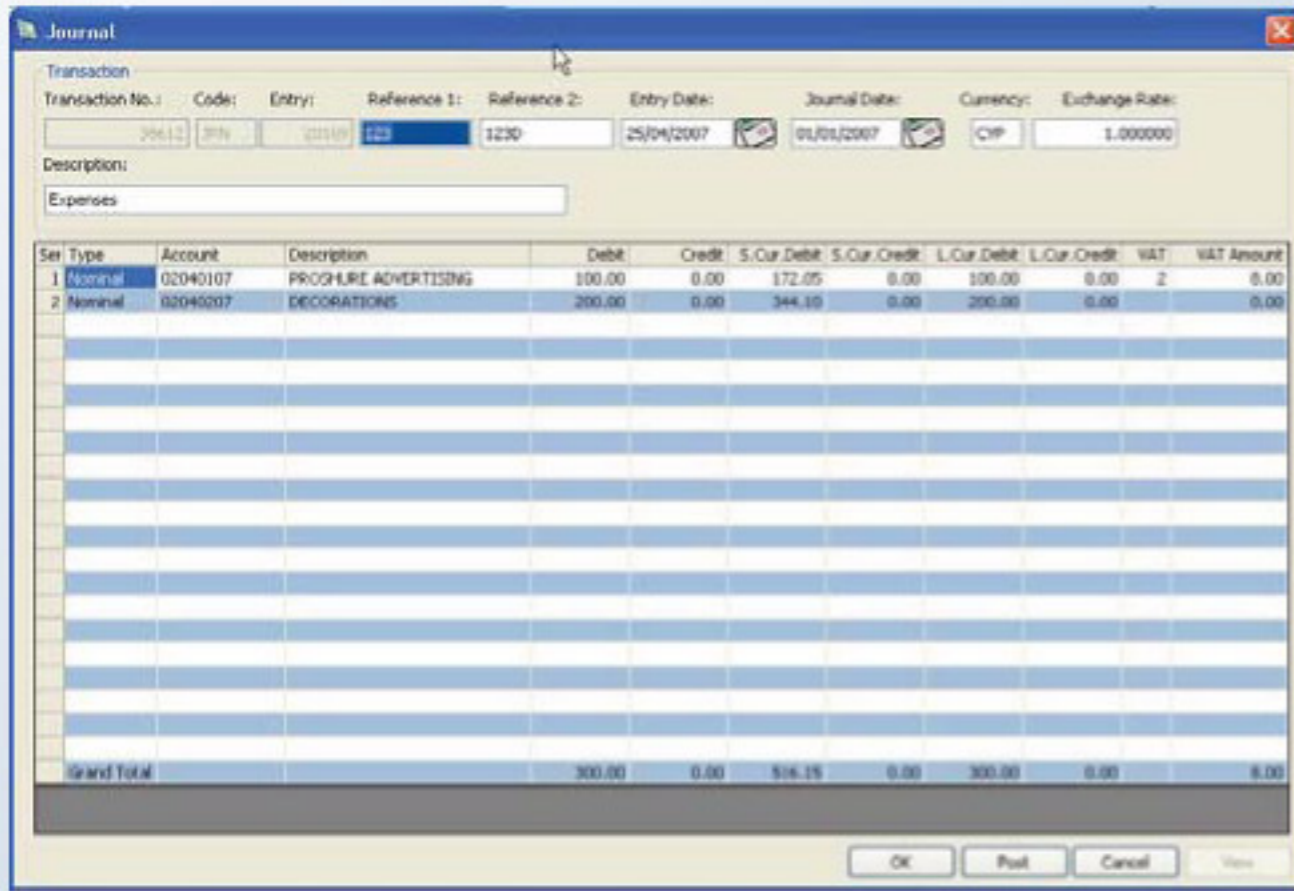 Journal
Transaction
Transaction No.: Code: Entry: Reference 1: Reference 2: Entry Date: Journal Date: Currency: Exchange Rate:
123 123D 25/04/2007 01/01/2007 CYP 1.000000
Description:
Expenses
Ser Type Account Description Debit Credit S.Cur.Debit S.Cur.Credit L.Cur.Debit L.Cur.Credit VAT VAT Amount
1 Nominal 02040107 PROSHURE ADVERTISING 100.00 0.00 172.05 0.00 100.00 0.00 2 8.00
2 Nominal 02040207 DECORATIONS 200.00 0.00 344.10 0.00 200.00 0.00 0.00
Grand Total 300.00 0.00 516.15 0.00 300.00 0.00 8.00
OK Post Cancel View